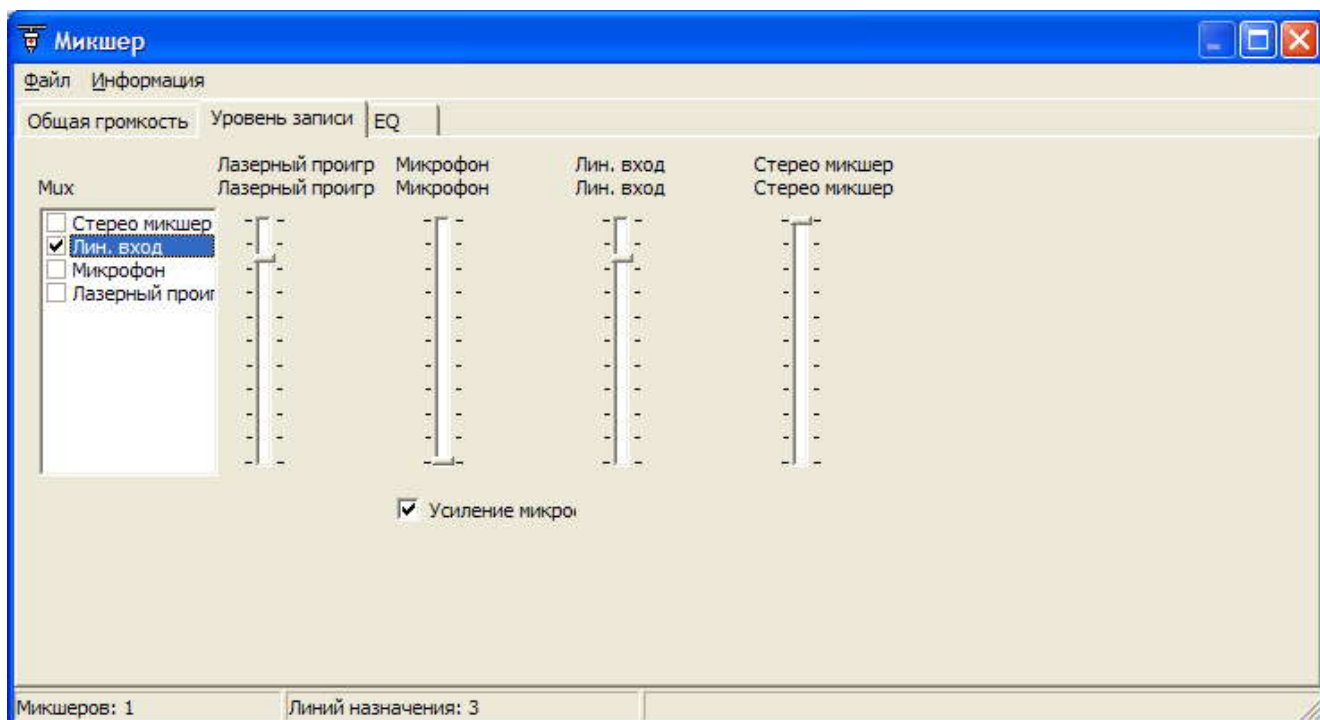 Микшер
Файл Информация
Общая громкость Уровень записи EQ
Лазерный проигр Микрофон Лин. вход Стерео микшер
Mux Лазерный проигр Микрофон Лин. вход Стерео микшер
Стерео микшер
Лин. вход
Микрофон
Лазерный проиг
Усиление микро
Микшеров: 1 Линий назначения: 3